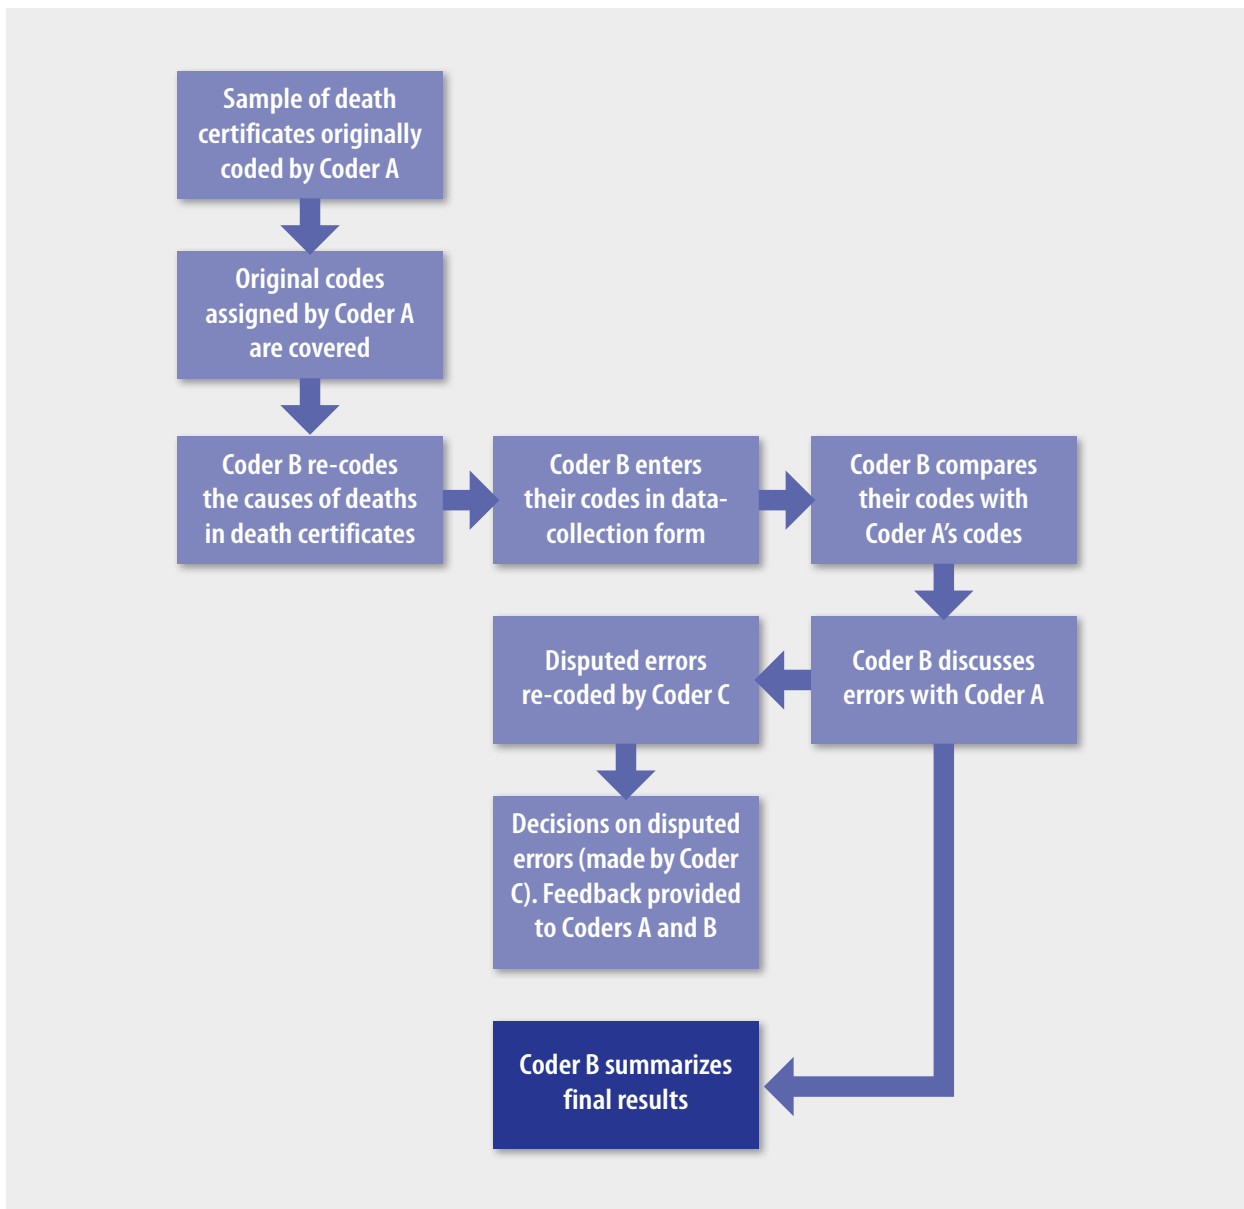 Sample of death
certificates originally
coded by Coder A
Original codes
assigned by Coder A
are covered
Coder B re-codes
the causes of deaths
in death certificates
Coder B enters
their codes in data-
collection form
Coder B compares
their codes with
Coder A’s codes
Coder B discusses
errors with Coder A
Disputed errors
re-coded by Coder C
Decisions on disputed
errors (made by Coder
C). Feedback provided
to Coders A and B
Coder B summarizes
final results